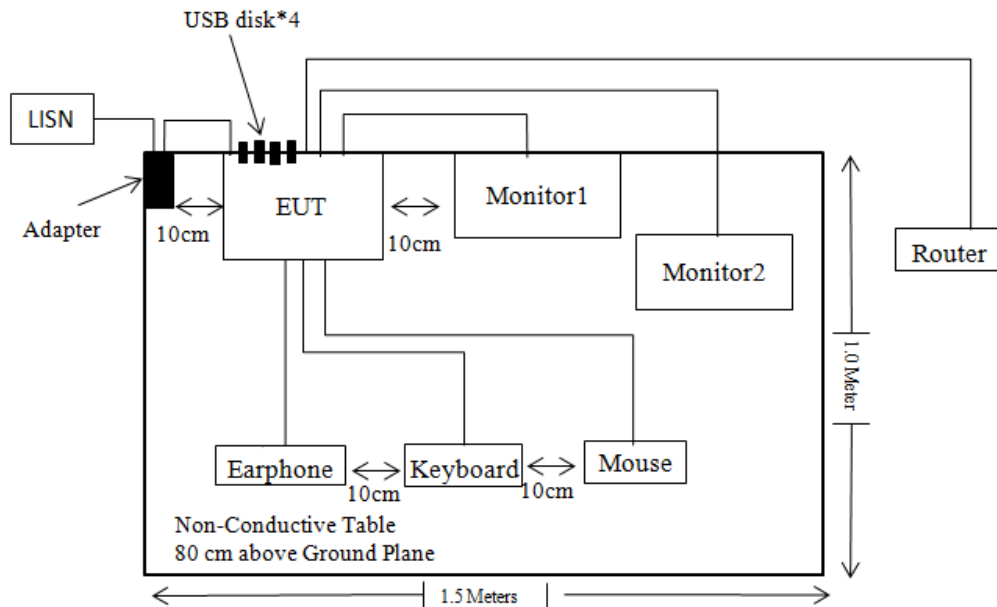 USB disk*4
LISN
EUT
Monitor1
Adapter
10cm
10cm
Monitor2
Router
1.0 Meter
Earphone
Keyboard
Mouse
10cm
10cm
Non-Conductive Table
80 cm above Ground Plane
1.5 Meters